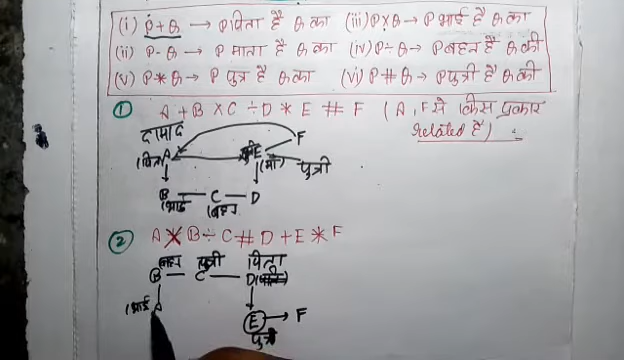 (i) P + Q → P पिता है Q का (iii) P × Q → P भाई है Q का
(ii) P - Q → P माता है Q का (iv) P ÷ Q → P बहन है Q की
(v) P * Q → P पुत्र है Q का (vi) P # Q → P पुत्री है Q की
① A + B × C ÷ D * E # F ( A, F से किस प्रकार
related है )
दामाद
A E F
(पिता) (माँ) पुत्री
B — C — D
(भाई) (बहन)
② A * B ÷ C # D + E * F
बहन पुत्री पिता
B — C — D
(भाई) A
E → F